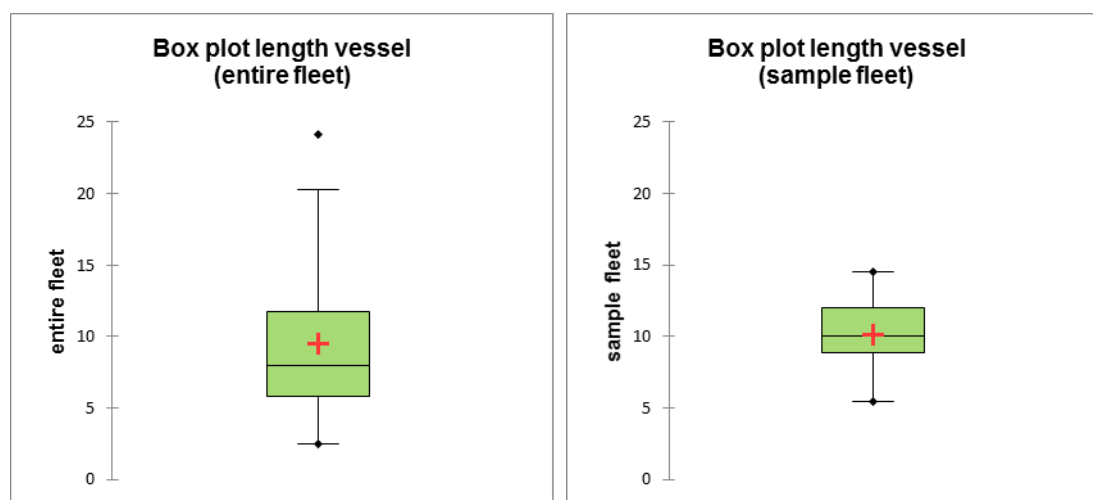 Box plot length vessel
(entire fleet)
25
20
15
10
5
0
entire fleet
Box plot length vessel
(sample fleet)
25
20
15
10
5
0
sample fleet